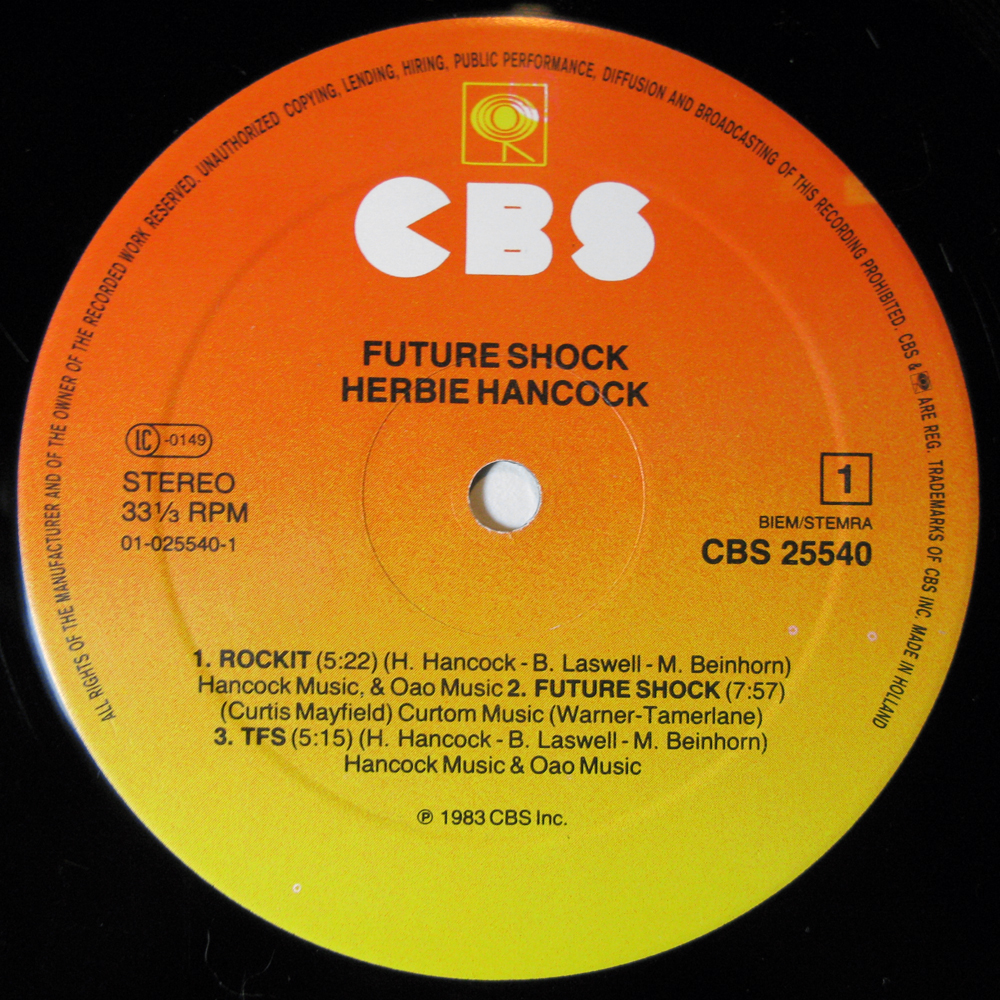 ALL RIGHTS OF THE MANUFACTURER AND OF THE OWNER OF THE RECORDED WORK RESERVED. UNAUTHORIZED COPYING, LENDING, HIRING, PUBLIC PERFORMANCE, DIFFUSION AND BROADCASTING OF THIS RECORDING PROHIBITED. CBS & ARE REG. TRADEMARKS OF CBS INC. MADE IN HOLLAND
CBS
FUTURE SHOCK
HERBIE HANCOCK
LC -0149
STEREO
33⅓ RPM
01-025540-1
1
BIEM/STEMRA
CBS 25540
1. ROCKIT (5:22) (H. Hancock - B. Laswell - M. Beinhorn)
Hancock Music, & Oao Music 2. FUTURE SHOCK (7:57)
(Curtis Mayfield) Curtom Music (Warner-Tamerlane)
3. TFS (5:15) (H. Hancock - B. Laswell - M. Beinhorn)
Hancock Music & Oao Music
℗ 1983 CBS Inc.